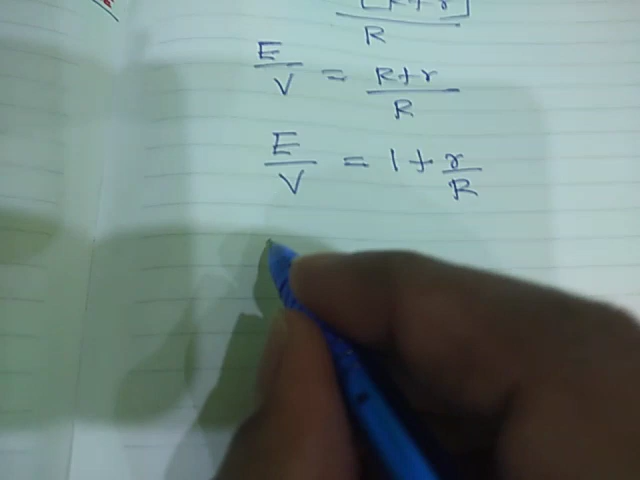 [R+r]
R
E/V = R+r/R
E/V = 1+ r/R